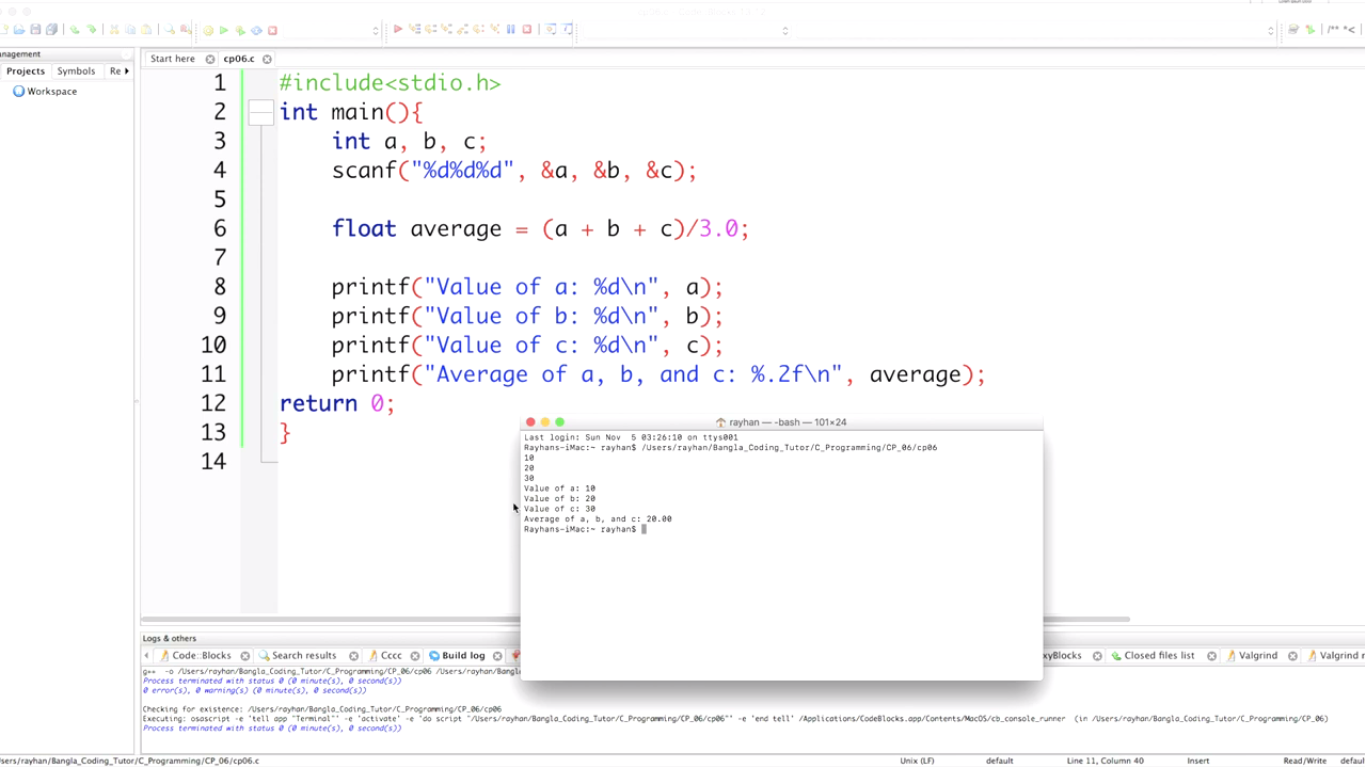 anagement
Projects Symbols Re
Workspace
Start here cp06.c
1 #include<stdio.h>
2 int main(){
3 int a, b, c;
4 scanf("%d%d%d", &a, &b, &c);
5
6 float average = (a + b + c)/3.0;
7
8 printf("Value of a: %d\n", a);
9 printf("Value of b: %d\n", b);
10 printf("Value of c: %d\n", c);
11 printf("Average of a, b, and c: %.2f\n", average);
12 return 0;
13 }
14
rayhan — -bash — 101×24
Last login: Sun Nov  5 03:26:10 on ttys001
Rayhans-iMac:~ rayhan$ /Users/rayhan/Bangla_Coding_Tutor/C_Programming/CP_06/cp06
10
20
30
Value of a: 10
Value of b: 20
Value of c: 30
Average of a, b, and c: 20.00
Rayhans-iMac:~ rayhan$
Logs & others
Code::Blocks Search results Cccc Build log xyBlocks Closed files list Valgrind Valgrind r
g++ -o /Users/rayhan/Bangla_Coding_Tutor/C_Programming/CP_06/cp06 /Users/rayhan/Bangla_Coding_Tutor/C_Programming
Process terminated with status 0 (0 minute(s), 0 second(s))
0 error(s), 0 warning(s) (0 minute(s), 0 second(s))
Checking for existence: /Users/rayhan/Bangla_Coding_Tutor/C_Programming/CP_06/cp06
Executing: osascript -e 'tell app "Terminal"' -e 'activate' -e 'do script "/Users/rayhan/Bangla_Coding_Tutor/C_Programming/CP_06/cp06"' -e 'end tell' /Applications/CodeBlocks.app/Contents/MacOS/cb_console_runner (in /Users/rayhan/Bangla_Coding_Tutor/C_Programming/CP_06)
Process terminated with status 0 (0 minute(s), 0 second(s))
sers/rayhan/Bangla_Coding_Tutor/C_Programming/CP_06/cp06.c Unix (LF) default Line 11, Column 40 Insert Read/Write defaul